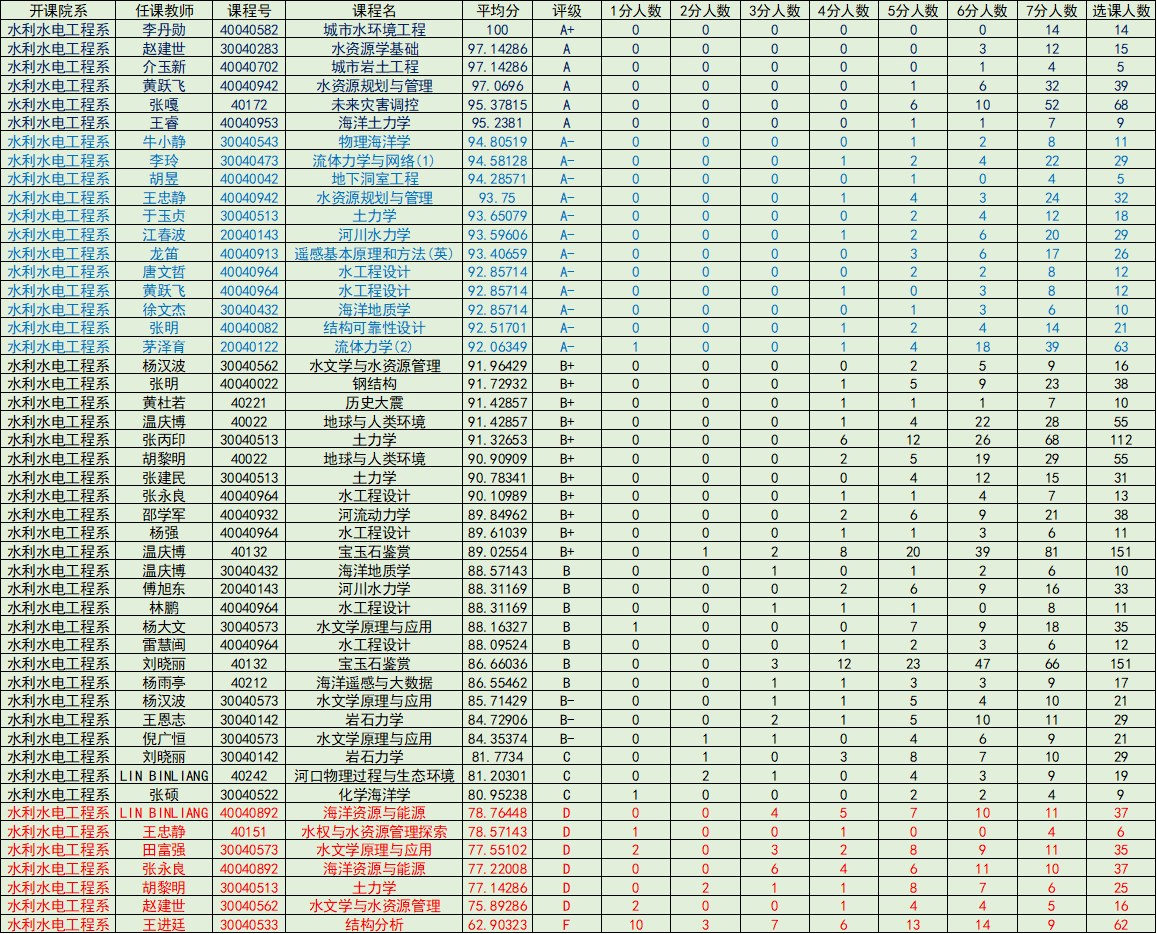 开课院系 任课教师 课程号 课程名 平均分 评级 1分人数 2分人数 3分人数 4分人数 5分人数 6分人数 7分人数 选课人数
水利水电工程系 李丹勋 40040582 城市水环境工程 100 A+ 0 0 0 0 0 0 14 14
水利水电工程系 赵建世 30040283 水资源学基础 97.14286 A 0 0 0 0 0 3 12 15
水利水电工程系 介玉新 40040702 城市岩土工程 97.14286 A 0 0 0 0 0 1 4 5
水利水电工程系 黄跃飞 40040942 水资源规划与管理 97.0696 A 0 0 0 0 1 6 32 39
水利水电工程系 张嘎 40172 未来灾害调控 95.37815 A 0 0 0 0 6 10 52 68
水利水电工程系 王睿 40040953 海洋土力学 95.2381 A 0 0 0 0 1 1 7 9
水利水电工程系 牛小静 30040543 物理海洋学 94.80519 A- 0 0 0 0 1 2 8 11
水利水电工程系 李玲 30040473 流体力学与网络(1) 94.58128 A- 0 0 0 1 2 4 22 29
水利水电工程系 胡昱 40040042 地下洞室工程 94.28571 A- 0 0 0 0 1 0 4 5
水利水电工程系 王忠静 40040942 水资源规划与管理 93.75 A- 0 0 0 1 4 3 24 32
水利水电工程系 于玉贞 30040513 土力学 93.65079 A- 0 0 0 0 2 4 12 18
水利水电工程系 江春波 20040143 河川水力学 93.59606 A- 0 0 0 1 2 6 20 29
水利水电工程系 龙笛 40040913 遥感基本原理和方法(英) 93.40659 A- 0 0 0 0 3 6 17 26
水利水电工程系 唐文哲 40040964 水工程设计 92.85714 A- 0 0 0 0 2 2 8 12
水利水电工程系 黄跃飞 40040964 水工程设计 92.85714 A- 0 0 0 1 0 3 8 12
水利水电工程系 徐文杰 30040432 海洋地质学 92.85714 A- 0 0 0 0 1 3 6 10
水利水电工程系 张明 40040082 结构可靠性设计 92.51701 A- 0 0 0 1 2 4 14 21
水利水电工程系 茅泽育 20040122 流体力学(2) 92.06349 A- 1 0 0 1 4 18 39 63
水利水电工程系 杨汉波 30040562 水文学与水资源管理 91.96429 B+ 0 0 0 0 2 5 9 16
水利水电工程系 张明 40040022 钢结构 91.72932 B+ 0 0 0 1 5 9 23 38
水利水电工程系 黄杜若 40221 历史大震 91.42857 B+ 0 0 0 1 1 1 7 10
水利水电工程系 温庆博 40022 地球与人类环境 91.42857 B+ 0 0 0 1 4 22 28 55
水利水电工程系 张丙印 30040513 土力学 91.32653 B+ 0 0 0 6 12 26 68 112
水利水电工程系 胡黎明 40022 地球与人类环境 90.90909 B+ 0 0 0 2 5 19 29 55
水利水电工程系 张建民 30040513 土力学 90.78341 B+ 0 0 0 0 4 12 15 31
水利水电工程系 张永良 40040964 水工程设计 90.10989 B+ 0 0 0 1 1 4 7 13
水利水电工程系 邵学军 40040932 河流动力学 89.84962 B+ 0 0 0 2 6 9 21 38
水利水电工程系 杨强 40040964 水工程设计 89.61039 B+ 0 0 0 1 1 3 6 11
水利水电工程系 温庆博 40132 宝玉石鉴赏 89.02554 B+ 0 1 2 8 20 39 81 151
水利水电工程系 温庆博 30040432 海洋地质学 88.57143 B 0 0 1 0 1 2 6 10
水利水电工程系 傅旭东 20040143 河川水力学 88.31169 B 0 0 0 2 6 9 16 33
水利水电工程系 林鹏 40040964 水工程设计 88.31169 B 0 0 1 1 1 0 8 11
水利水电工程系 杨大文 30040573 水文学原理与应用 88.16327 B 1 0 0 0 7 9 18 35
水利水电工程系 雷慧闽 40040964 水工程设计 88.09524 B 0 0 0 1 2 3 6 12
水利水电工程系 刘晓丽 40132 宝玉石鉴赏 86.66036 B 0 0 3 12 23 47 66 151
水利水电工程系 杨雨亭 40212 海洋遥感与大数据 86.55462 B 0 0 1 1 3 3 9 17
水利水电工程系 杨汉波 30040573 水文学原理与应用 85.71429 B- 0 0 1 1 5 4 10 21
水利水电工程系 王恩志 30040142 岩石力学 84.72906 B- 0 0 2 1 5 10 11 29
水利水电工程系 倪广恒 30040573 水文学原理与应用 84.35374 B- 0 1 1 0 4 6 9 21
水利水电工程系 刘晓丽 30040142 岩石力学 81.7734 C 0 1 0 3 8 7 10 29
水利水电工程系 LIN BINLIANG 40242 河口物理过程与生态环境 81.20301 C 0 2 1 0 4 3 9 19
水利水电工程系 张硕 30040522 化学海洋学 80.95238 C 1 0 0 0 2 2 4 9
水利水电工程系 LIN BINLIANG 40040892 海洋资源与能源 78.76448 D 0 0 4 5 7 10 11 37
水利水电工程系 王忠静 40151 水权与水资源管理探索 78.57143 D 1 0 0 1 0 0 4 6
水利水电工程系 田富强 30040573 水文学原理与应用 77.55102 D 2 0 3 2 8 9 11 35
水利水电工程系 张永良 40040892 海洋资源与能源 77.22008 D 0 0 6 4 6 11 10 37
水利水电工程系 胡黎明 30040513 土力学 77.14286 D 0 2 1 1 8 7 6 25
水利水电工程系 赵建世 30040562 水文学与水资源管理 75.89286 D 2 0 0 1 4 4 5 16
水利水电工程系 王进廷 30040533 结构分析 62.90323 F 10 3 7 6 13 14 9 62